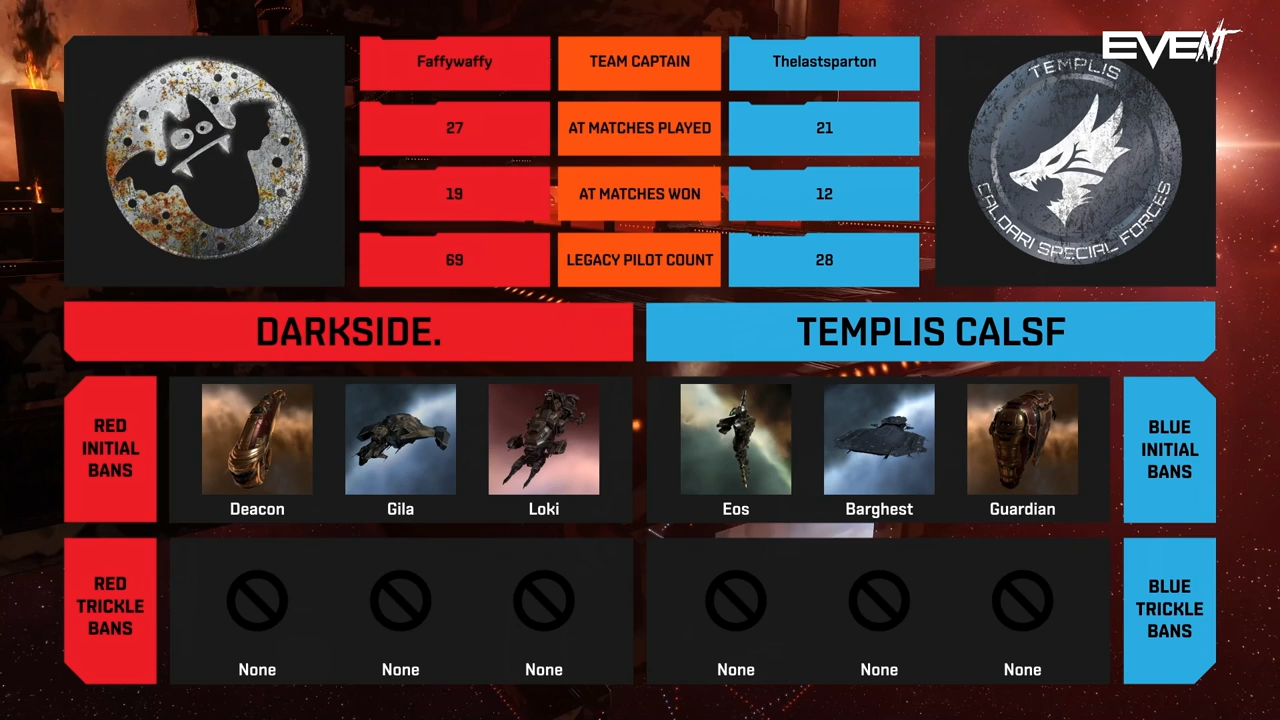 EVE NT
TEMPLIS
CALDARI SPECIAL FORCES
Faffywaffy TEAM CAPTAIN Thelastsparton
27 AT MATCHES PLAYED 21
19 AT MATCHES WON 12
69 LEGACY PILOT COUNT 28
DARKSIDE. TEMPLIS CALSF
RED
INITIAL
BANS
Deacon Gila Loki
Eos Barghest Guardian
BLUE
INITIAL
BANS
RED
TRICKLE
BANS
None None None
None None None
BLUE
TRICKLE
BANS